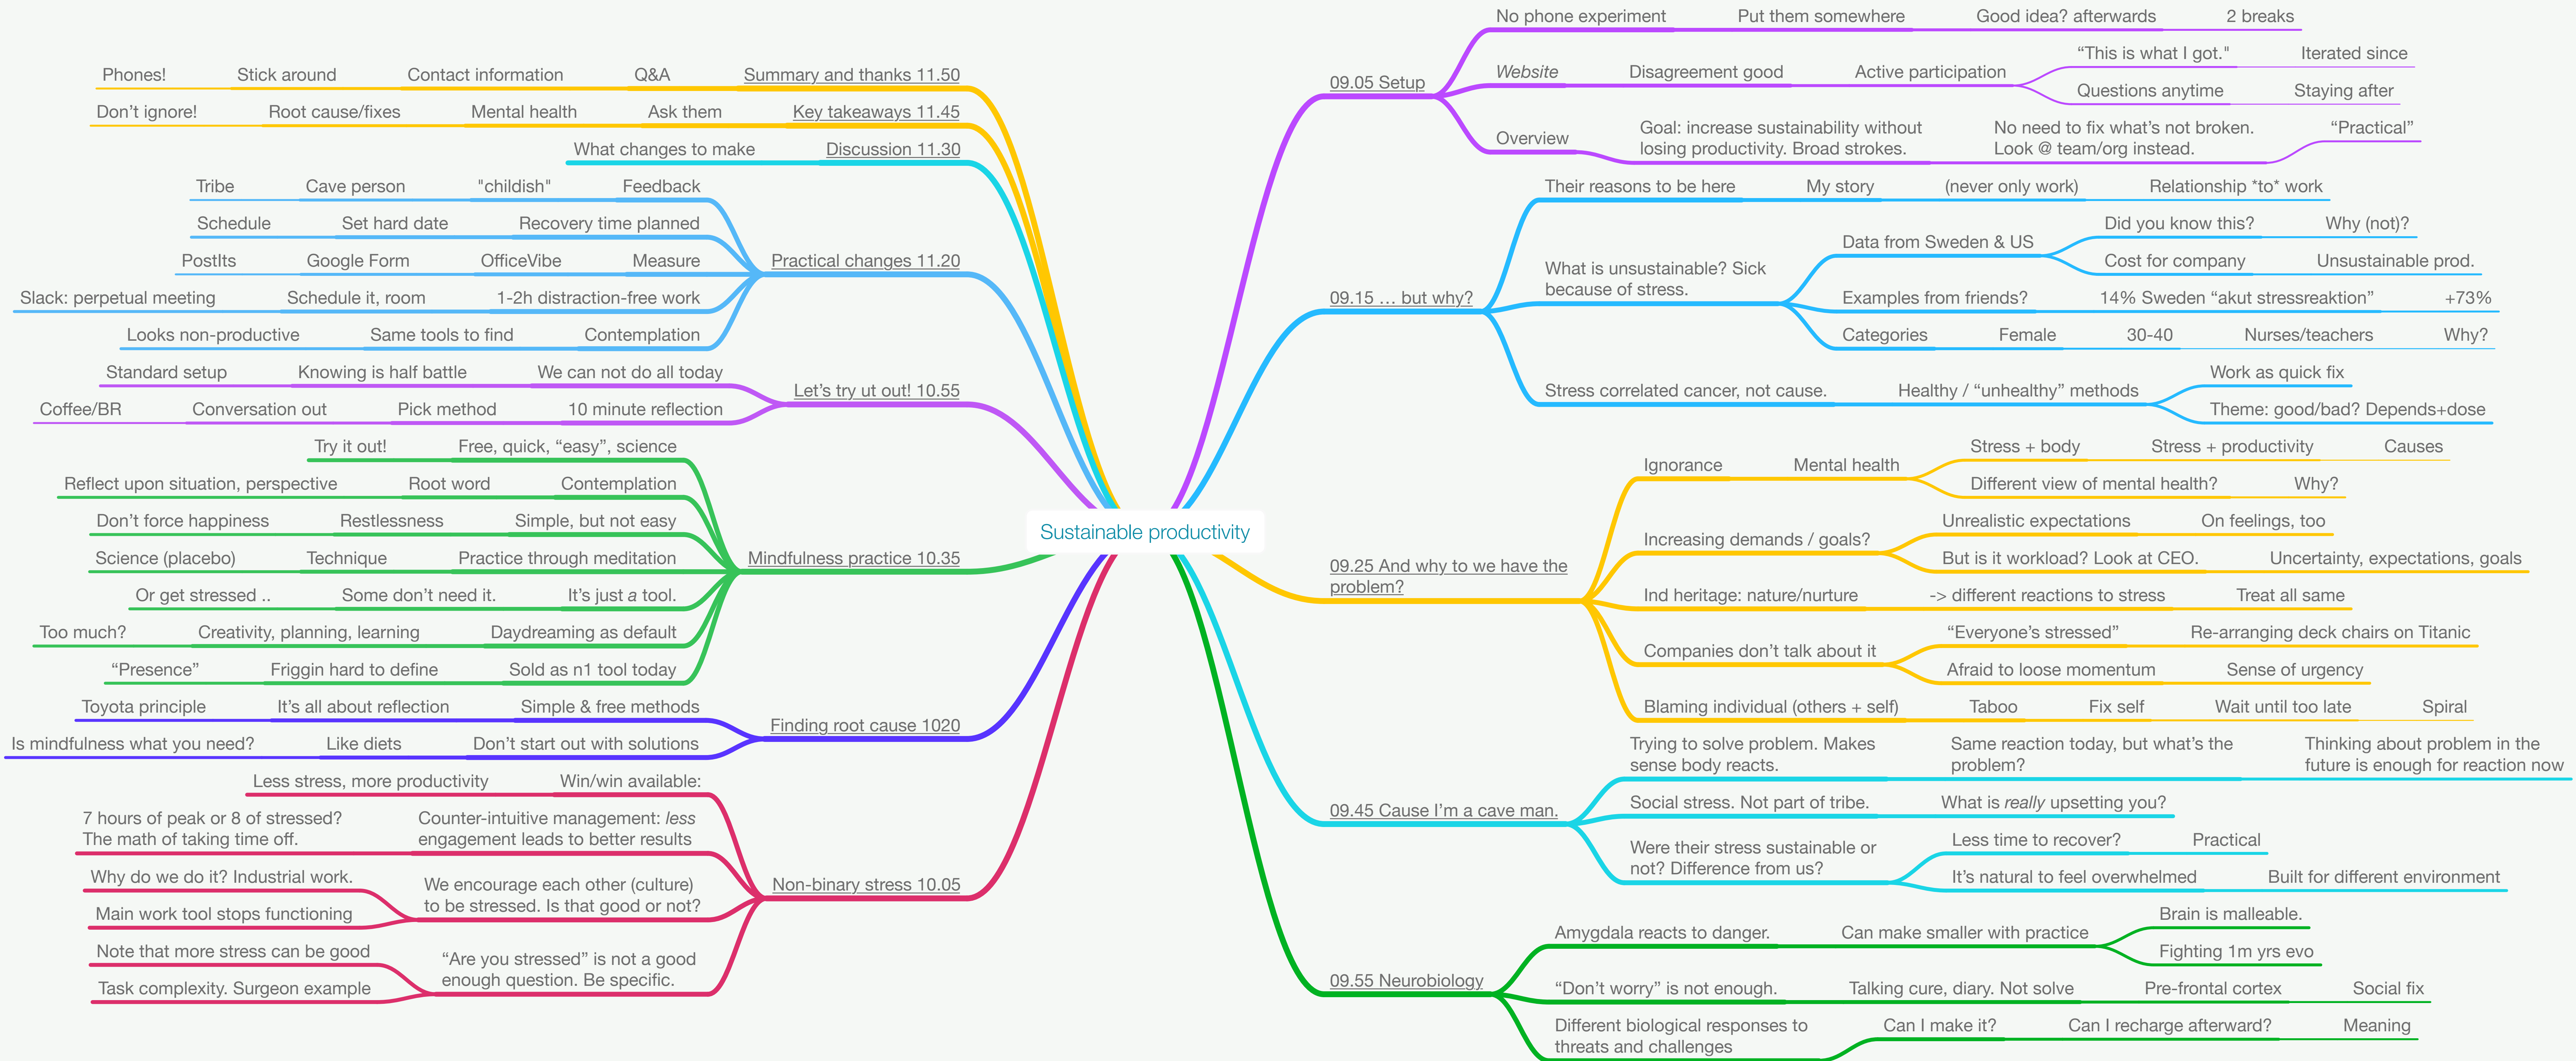 Sustainable productivity
09.05 Setup
No phone experiment
Put them somewhere
Good idea? afterwards
2 breaks
Website
Disagreement good
Active participation
“This is what I got."
Iterated since
Questions anytime
Staying after
Overview
Goal: increase sustainability without
losing productivity. Broad strokes.
No need to fix what’s not broken.
Look @ team/org instead.
“Practical”
09.15 … but why?
Their reasons to be here
My story
(never only work)
Relationship *to* work
What is unsustainable? Sick
because of stress.
Data from Sweden & US
Did you know this?
Why (not)?
Cost for company
Unsustainable prod.
Examples from friends?
14% Sweden “akut stressreaktion”
+73%
Categories
Female
30-40
Nurses/teachers
Why?
Stress correlated cancer, not cause.
Healthy / “unhealthy” methods
Work as quick fix
Theme: good/bad? Depends+dose
09.25 And why to we have the
problem?
Ignorance
Mental health
Stress + body
Stress + productivity
Causes
Different view of mental health?
Why?
Increasing demands / goals?
Unrealistic expectations
On feelings, too
But is it workload? Look at CEO.
Uncertainty, expectations, goals
Ind heritage: nature/nurture
-> different reactions to stress
Treat all same
Companies don’t talk about it
“Everyone’s stressed”
Re-arranging deck chairs on Titanic
Afraid to loose momentum
Sense of urgency
Blaming individual (others + self)
Taboo
Fix self
Wait until too late
Spiral
09.45 Cause I’m a cave man.
Trying to solve problem. Makes
sense body reacts.
Same reaction today, but what’s the
problem?
Thinking about problem in the
future is enough for reaction now
Social stress. Not part of tribe.
What is really upsetting you?
Were their stress sustainable or
not? Difference from us?
Less time to recover?
Practical
It’s natural to feel overwhelmed
Built for different environment
09.55 Neurobiology
Amygdala reacts to danger.
Can make smaller with practice
Brain is malleable.
Fighting 1m yrs evo
“Don’t worry” is not enough.
Talking cure, diary. Not solve
Pre-frontal cortex
Social fix
Different biological responses to
threats and challenges
Can I make it?
Can I recharge afterward?
Meaning
Non-binary stress 10.05
Win/win available:
Less stress, more productivity
Counter-intuitive management: less
engagement leads to better results
7 hours of peak or 8 of stressed?
The math of taking time off.
We encourage each other (culture)
to be stressed. Is that good or not?
Why do we do it? Industrial work.
Main work tool stops functioning
“Are you stressed” is not a good
enough question. Be specific.
Note that more stress can be good
Task complexity. Surgeon example
Finding root cause 1020
Simple & free methods
It’s all about reflection
Toyota principle
Don’t start out with solutions
Like diets
Is mindfulness what you need?
Mindfulness practice 10.35
Free, quick, “easy”, science
Try it out!
Contemplation
Root word
Reflect upon situation, perspective
Simple, but not easy
Restlessness
Don’t force happiness
Practice through meditation
Technique
Science (placebo)
It’s just a tool.
Some don’t need it.
Or get stressed ..
Daydreaming as default
Creativity, planning, learning
Too much?
Sold as n1 tool today
Friggin hard to define
“Presence”
Let’s try ut out! 10.55
We can not do all today
Knowing is half battle
Standard setup
10 minute reflection
Pick method
Conversation out
Coffee/BR
Practical changes 11.20
Feedback
"childish"
Cave person
Tribe
Recovery time planned
Set hard date
Schedule
Measure
OfficeVibe
Google Form
PostIts
1-2h distraction-free work
Schedule it, room
Slack: perpetual meeting
Contemplation
Same tools to find
Looks non-productive
Discussion 11.30
What changes to make
Key takeaways 11.45
Ask them
Mental health
Root cause/fixes
Don’t ignore!
Summary and thanks 11.50
Q&A
Contact information
Stick around
Phones!